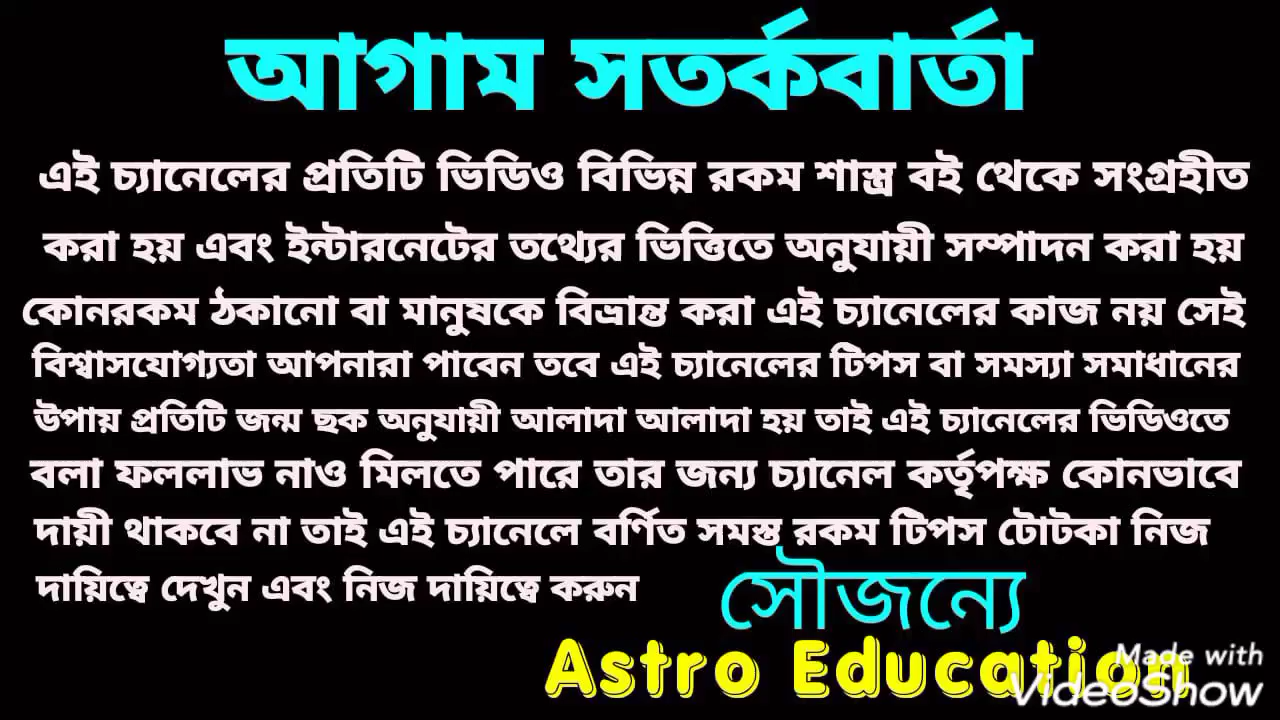 আগাম সতর্কবার্তা
এই চ্যানেলের প্রতিটি ভিডিও বিভিন্ন রকম শাস্ত্র বই থেকে সংগ্রহীত
করা হয় এবং ইন্টারনেটের তথ্যের ভিত্তিতে অনুযায়ী সম্পাদন করা হয়
কোনরকম ঠকানো বা মানুষকে বিভ্রান্ত করা এই চ্যানেলের কাজ নয় সেই
বিশ্বাসযোগ্যতা আপনারা পাবেন তবে এই চ্যানেলের টিপস বা সমস্যা সমাধানের
উপায় প্রতিটি জন্ম ছক অনুযায়ী আলাদা আলাদা হয় তাই এই চ্যানেলের ভিডিওতে
বলা ফললাভ নাও মিলতে পারে তার জন্য চ্যানেল কর্তৃপক্ষ কোনভাবে
দায়ী থাকবে না তাই এই চ্যানেলে বর্ণিত সমস্ত রকম টিপস টোটকা নিজ
দায়িত্বে দেখুন এবং নিজ দায়িত্বে করুন
সৌজন্যে
Astro Education
Made with
VideoShow